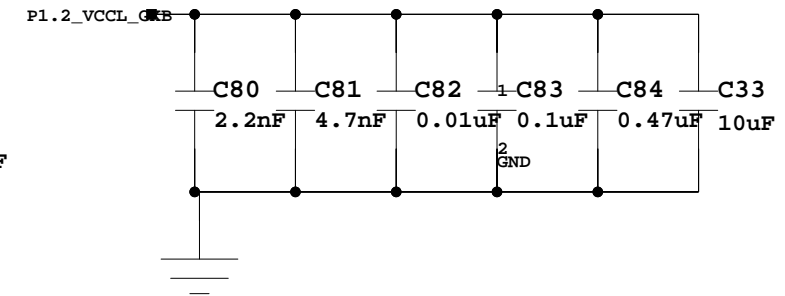 P1.2_VCCL_GXB
C80 C81 C82 1 C83 C84 C33
2.2nF 4.7nF 0.01uF 0.1uF 0.47uF 10uF
2
F GND